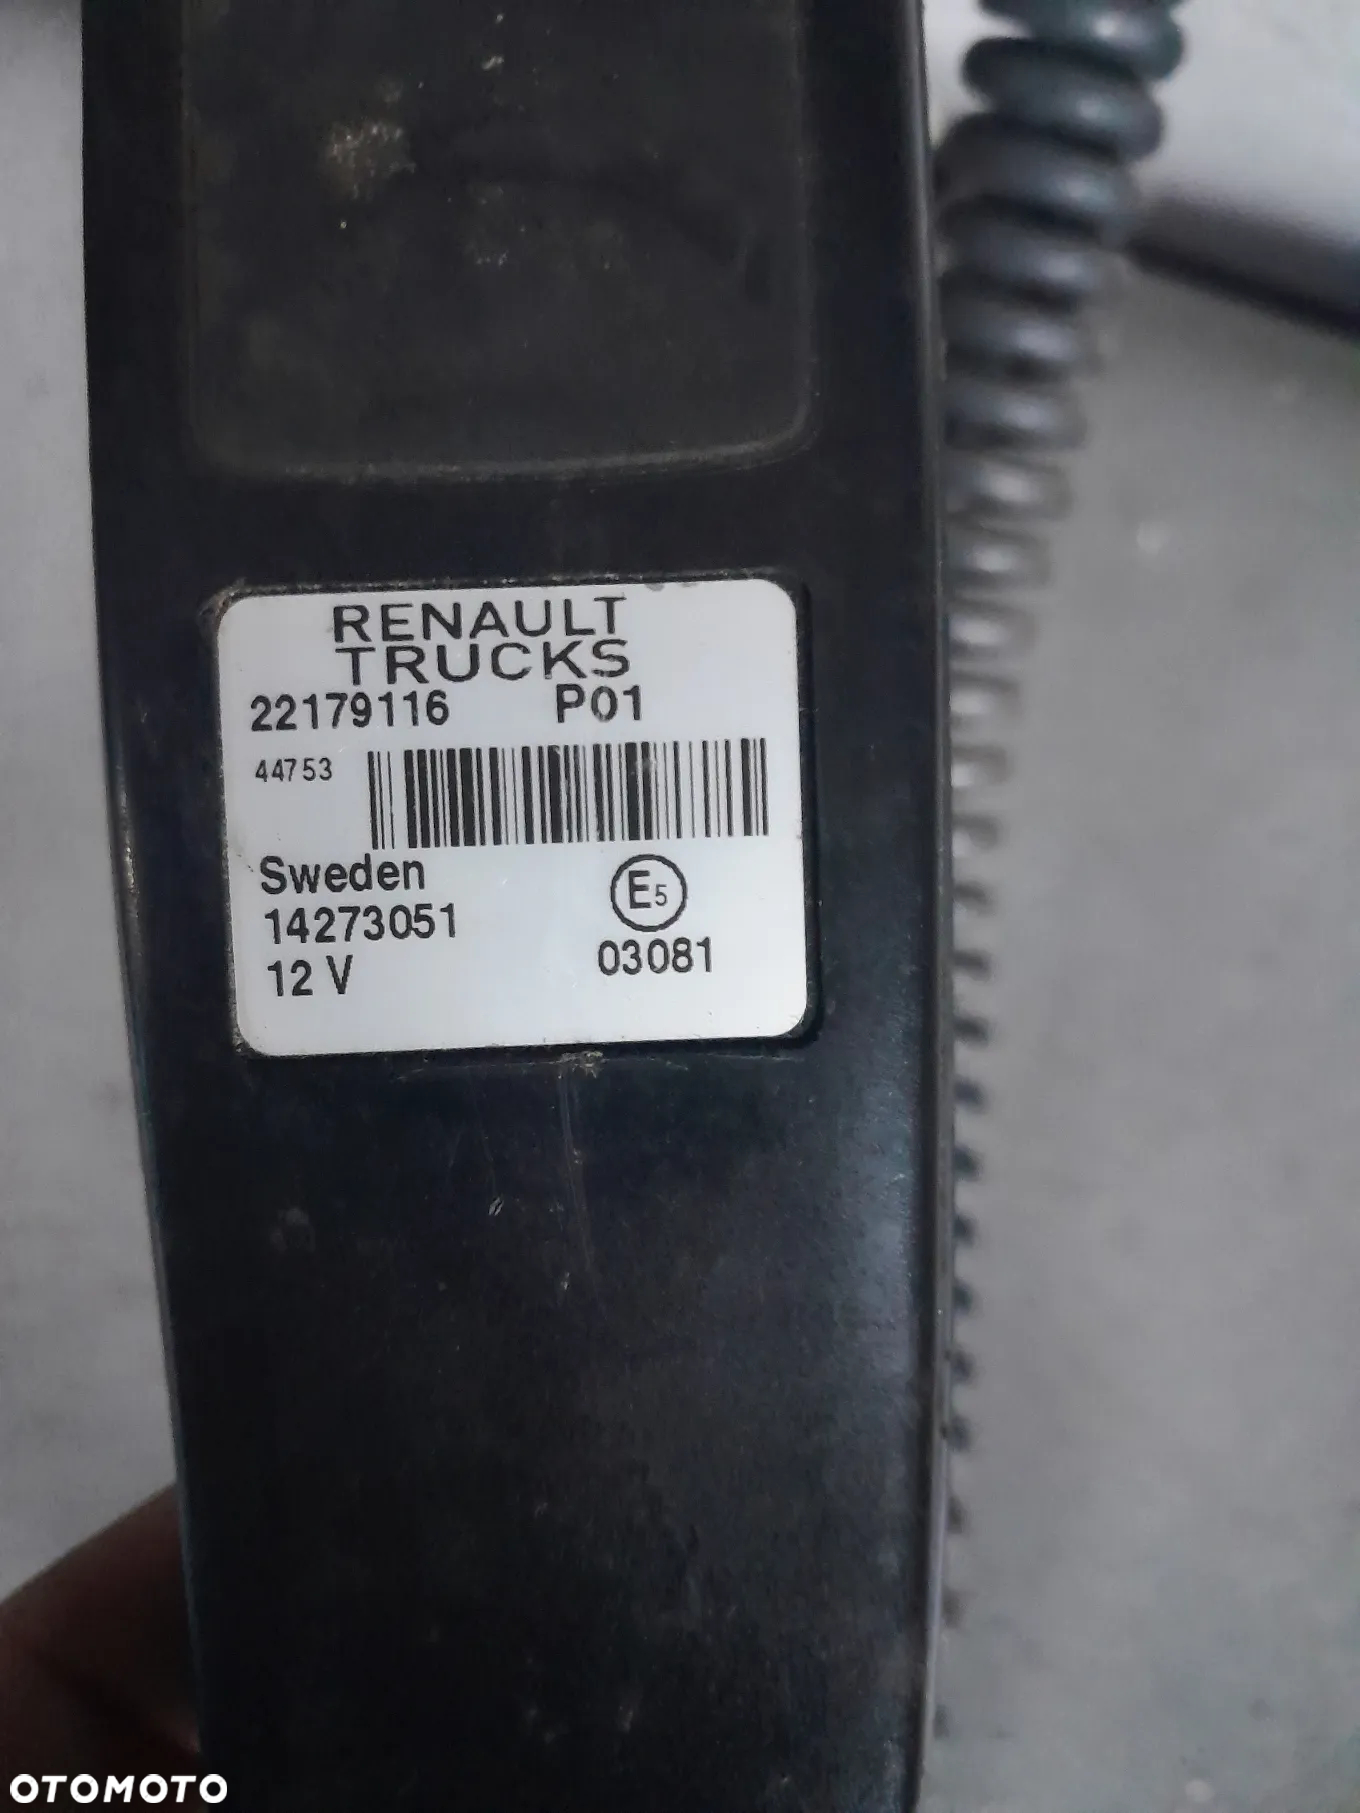 RENAULT
TRUCKS
22179116 P01
44753
Sweden
14273051
12 V
E5
03081
OTOMOTO